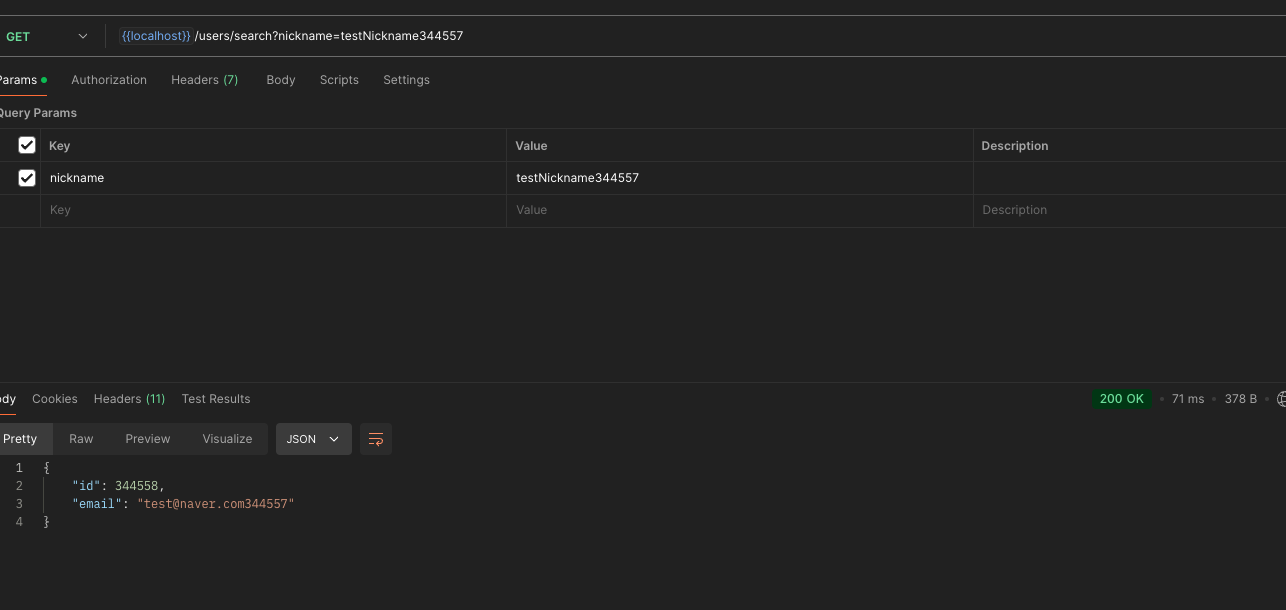 GET {{localhost}} /users/search?nickname=testNickname344557
Params Authorization Headers (7) Body Scripts Settings
Query Params
Key Value Description
nickname testNickname344557
Key Value Description
ody Cookies Headers (11) Test Results 200 OK 71 ms 378 B
Pretty Raw Preview Visualize JSON
1 {
2 "id": 344558,
3 "email": "test@naver.com344557"
4 }